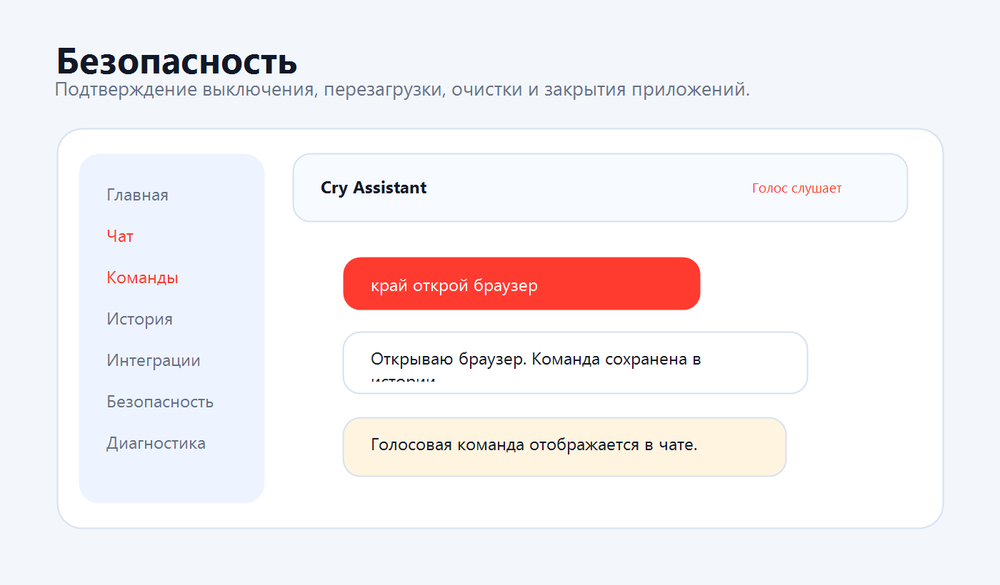 Безопасность
Подтверждение выключения, перезагрузки, очистки и закрытия приложений.
Главная
Чат
Команды
История
Интеграции
Безопасность
Диагностика
Cry Assistant
Голос слушает
край открой браузер
Открываю браузер. Команда сохранена в
истории.
Голосовая команда отображается в чате.